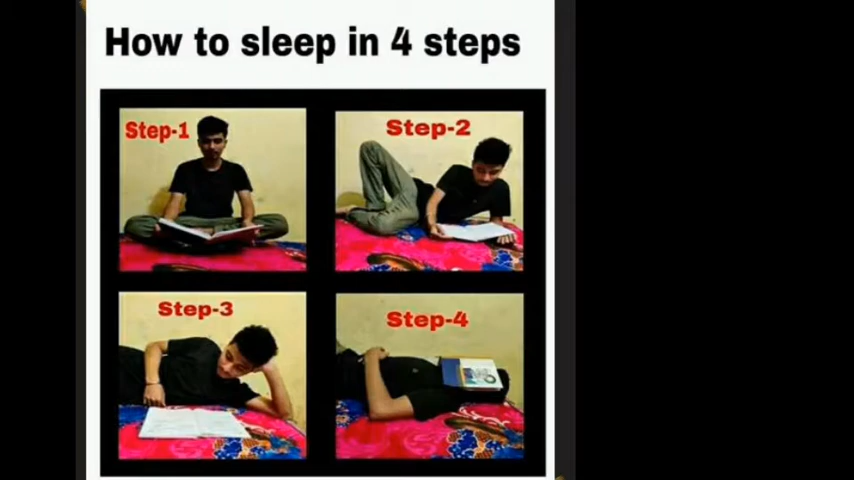 How to sleep in 4 steps
Step-1
Step-2
Step-3
Step-4